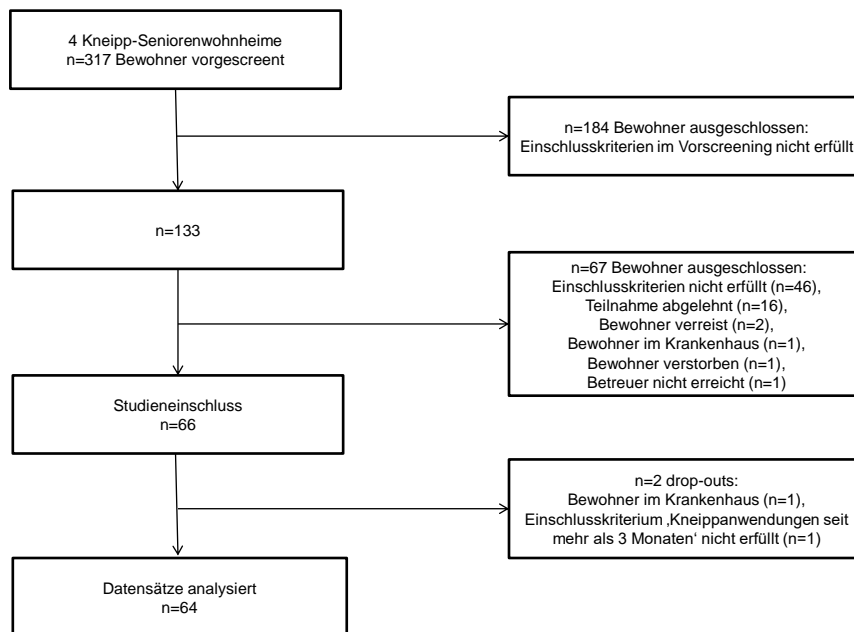 4 Kneipp-Seniorenwohnheime
n=317 Bewohner vorgescreent
n=184 Bewohner ausgeschlossen:
Einschlusskriterien im Vorscreening nicht erfüllt
n=133
n=67 Bewohner ausgeschlossen:
Einschlusskriterien nicht erfüllt (n=46),
Teilnahme abgelehnt (n=16),
Bewohner verreist (n=2),
Bewohner im Krankenhaus (n=1),
Bewohner verstorben (n=1),
Betreuer nicht erreicht (n=1)
Studieneinschluss
n=66
n=2 drop-outs:
Bewohner im Krankenhaus (n=1),
Einschlusskriterium ‚Kneippanwendungen seit
mehr als 3 Monaten‘ nicht erfüllt (n=1)
Datensätze analysiert
n=64